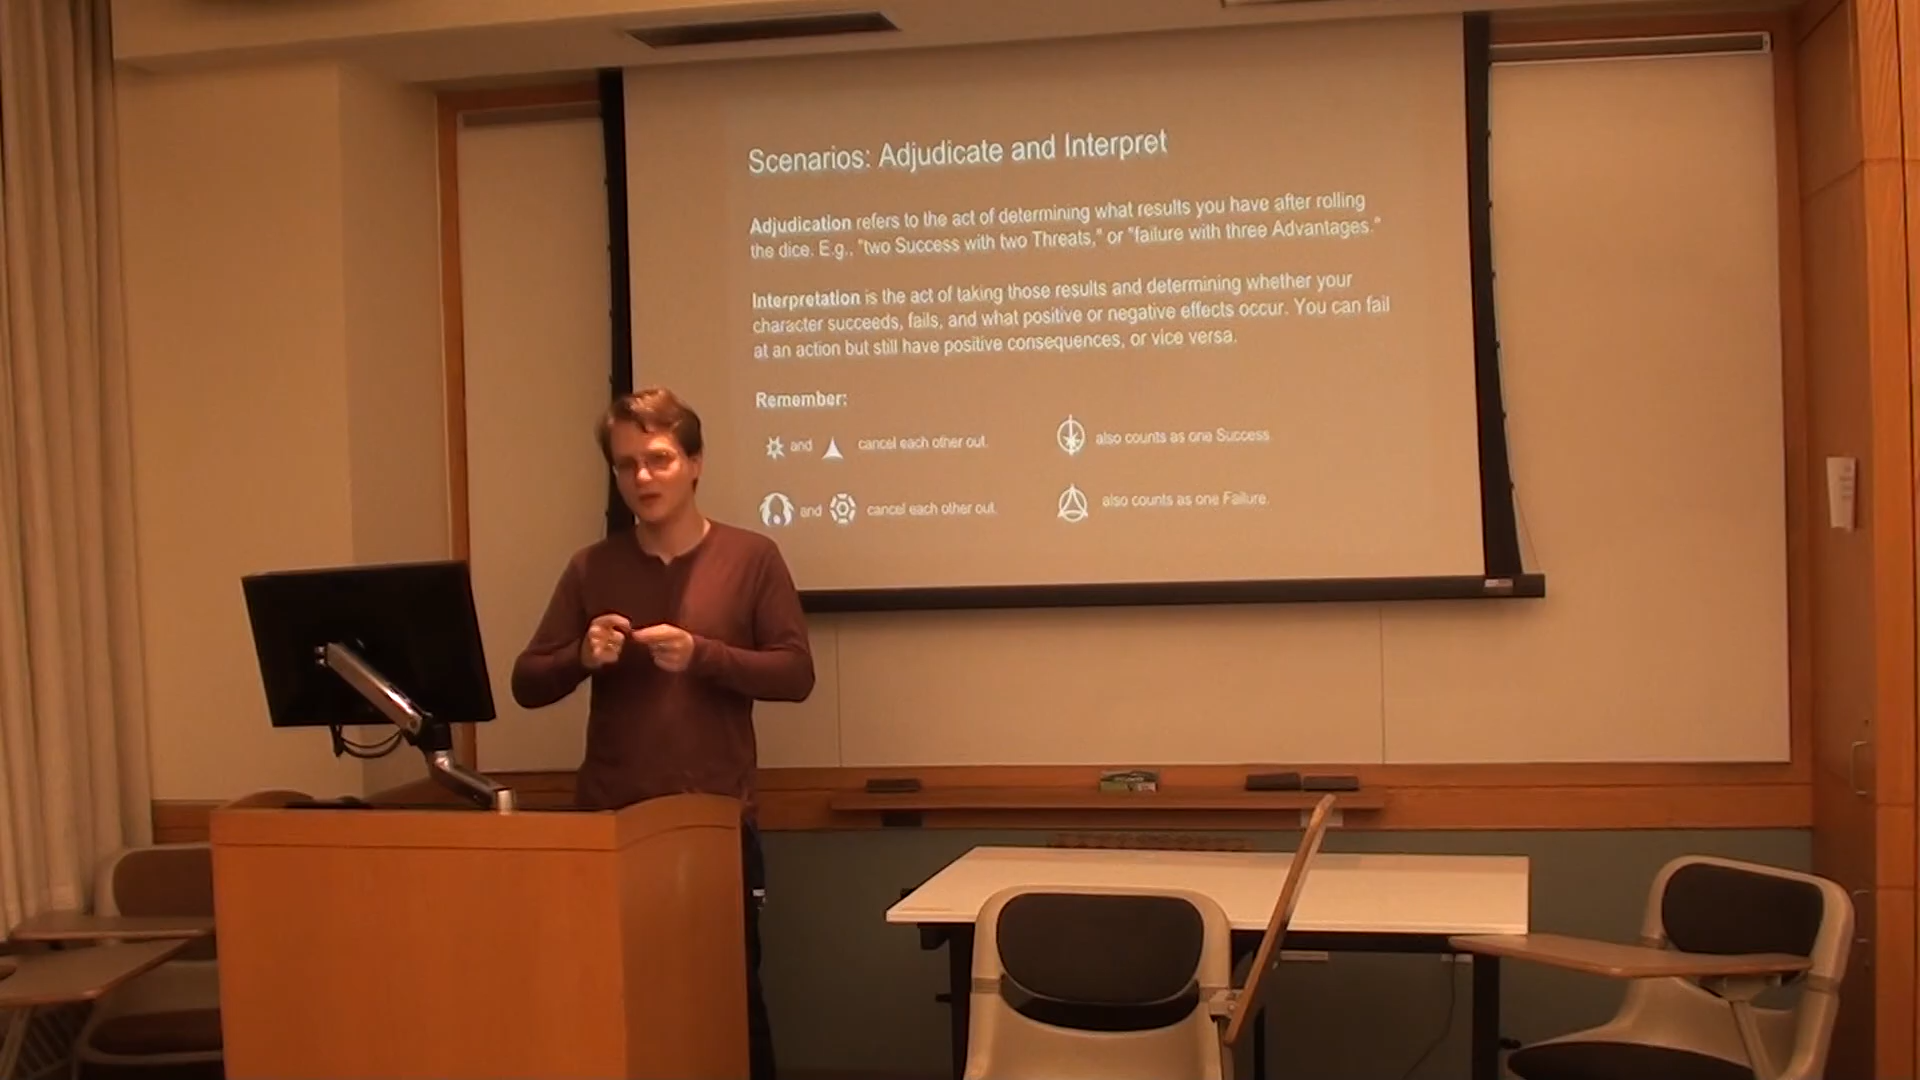 Scenarios: Adjudicate and Interpret
Adjudication refers to the act of determining what results you have after rolling
the dice. E.g., "two Success with two Threats," or "failure with three Advantages."
Interpretation is the act of taking those results and determining whether your
character succeeds, fails, and what positive or negative effects occur. You can fail
at an action but still have positive consequences, or vice versa.
Remember:
and cancel each other out.
also counts as one Success.
and cancel each other out.
also counts as one Failure.